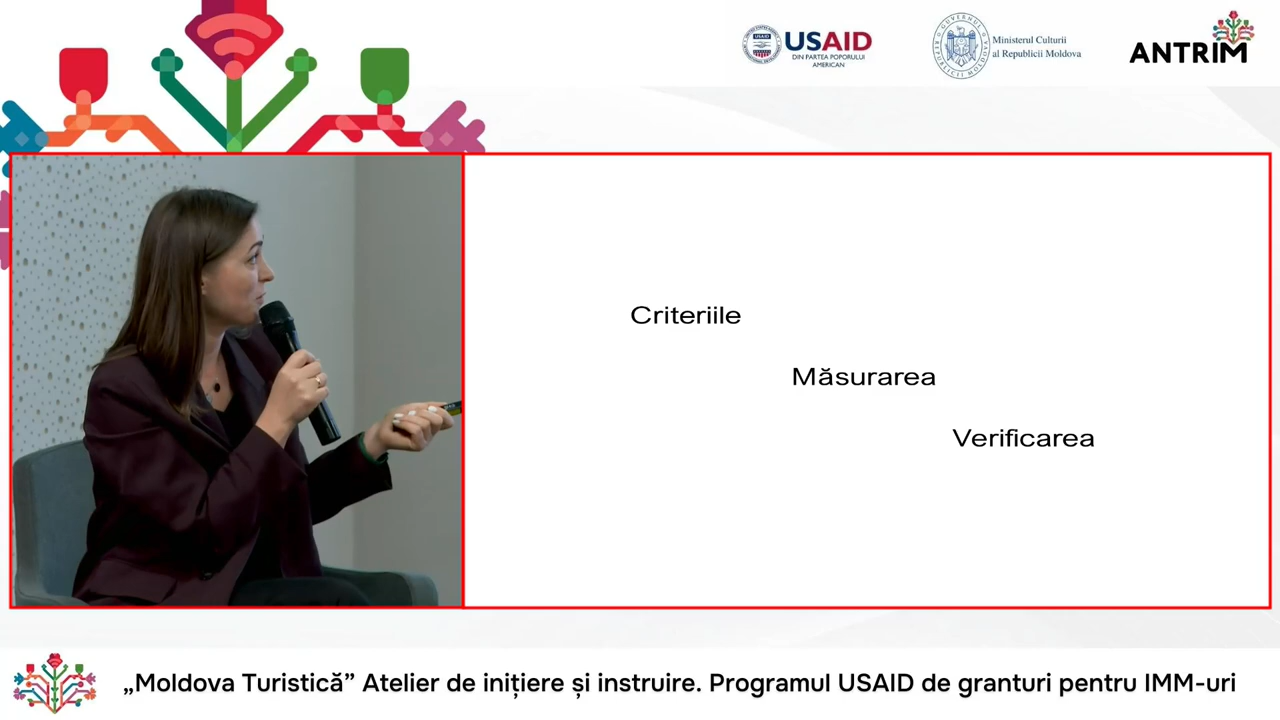 USAID
DIN PARTEA POPORULUI
AMERICAN
Ministerul Culturii
al Republicii Moldova
ANTRIM
Criteriile
Măsurarea
Verificarea
„Moldova Turistică” Atelier de inițiere și instruire. Programul USAID de granturi pentru IMM-uri